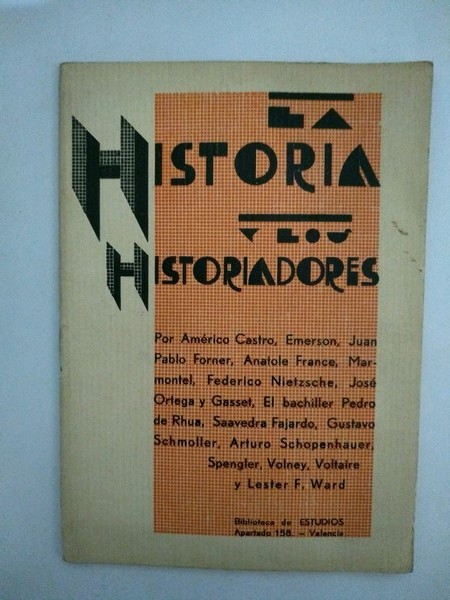 LA
HISTORIA
Y LOS
HISTORIADORES
Por Américo Castro, Emerson, Juan
Pablo Forner, Anatole France, Mar-
montel, Federico Nietzsche, José
Ortega y Gasset, El bachiller Pedro
de Rhua, Saavedra Fajardo, Gustavo
Schmoller, Arturo Schopenhauer,
Spengler, Volney, Voltaire
y Lester F. Ward
Biblioteca de ESTUDIOS
Apartado 158. - Valencia